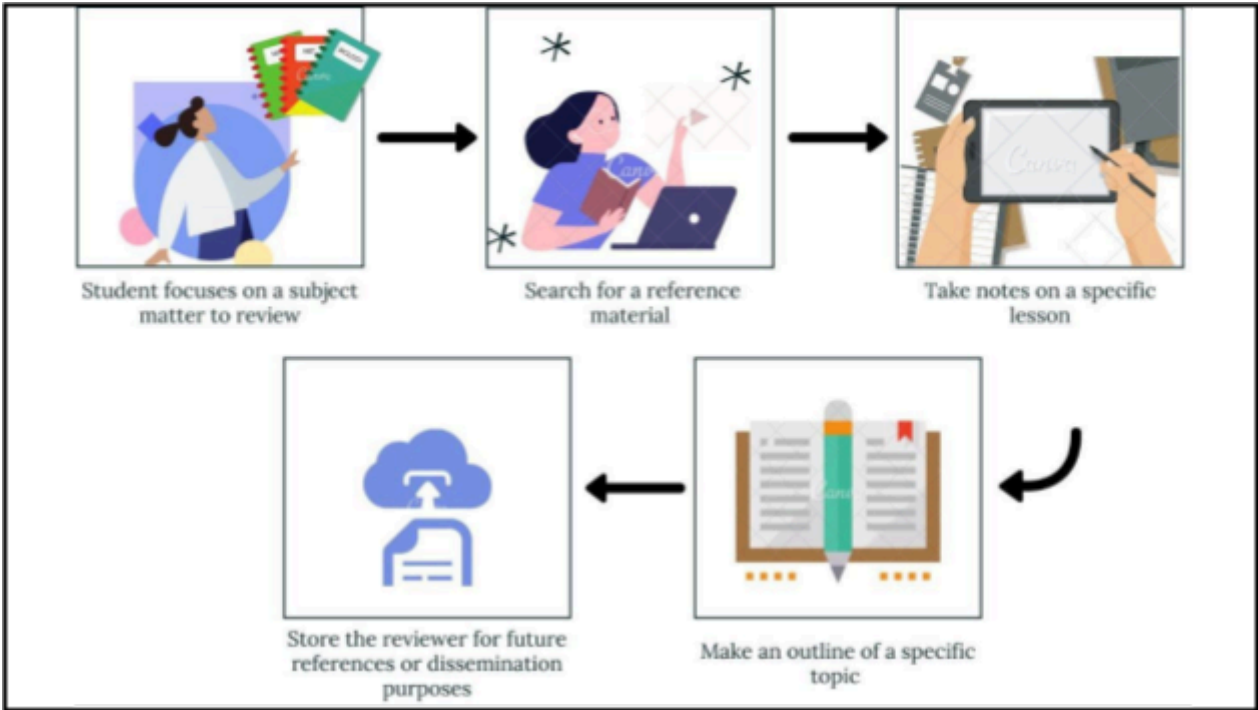 Student focuses on a subject
matter to review
Search for a reference
material
Take notes on a specific
lesson
Canva
Make an outline of a specific
topic
Store the reviewer for future
references or dissemination
purposes